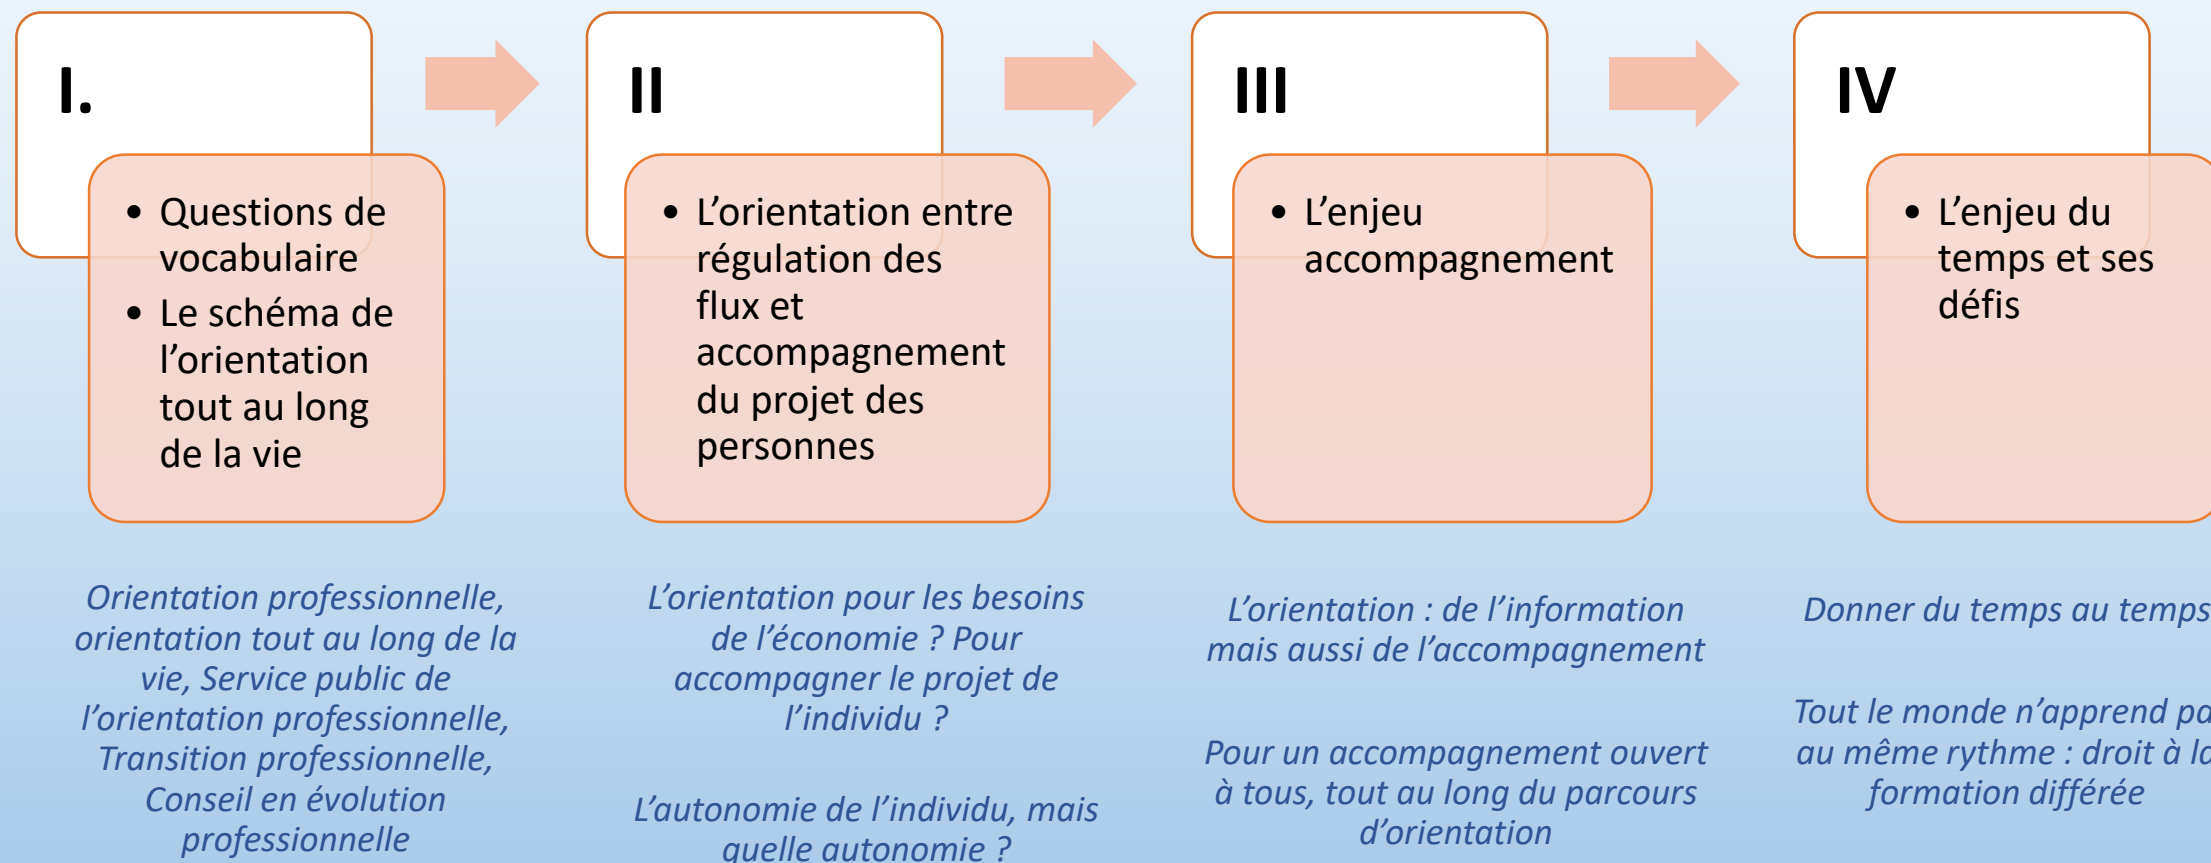 I.
• Questions de
vocabulaire
• Le schéma de
l’orientation
tout au long
de la vie
Orientation professionnelle,
orientation tout au long de la
vie, Service public de
l’orientation professionnelle,
Transition professionnelle,
Conseil en évolution
professionnelle
II
• L’orientation entre
régulation des
flux et
accompagnement
du projet des
personnes
L’orientation pour les besoins
de l’économie ? Pour
accompagner le projet de
l’individu ?
L’autonomie de l’individu, mais
quelle autonomie ?
III
• L’enjeu
accompagnement
L’orientation : de l’information
mais aussi de l’accompagnement
Pour un accompagnement ouvert
à tous, tout au long du parcours
d’orientation
IV
• L’enjeu du
temps et ses
défis
Donner du temps au temps
Tout le monde n’apprend pa
au même rythme : droit à la
formation différée